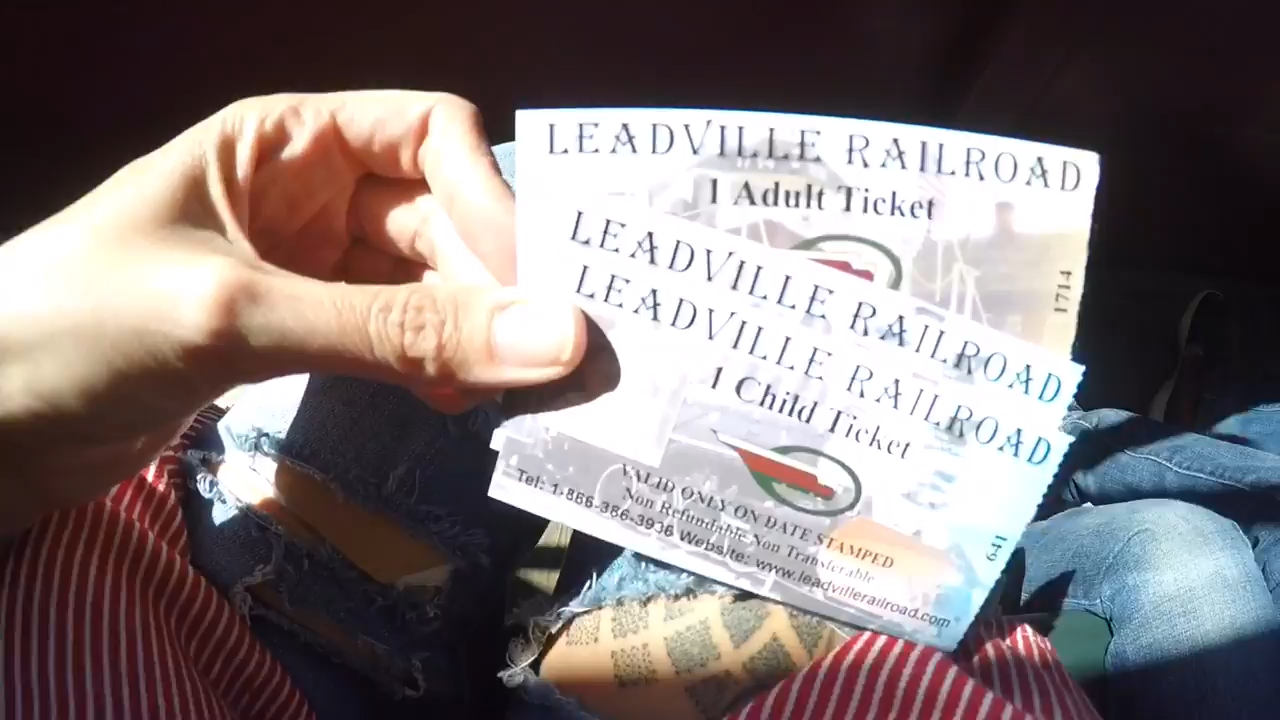 LEADVILLE RAILROAD
1 Adult Ticket
1714
LEADVILLE RAILROAD
LEADVILLE RAILROAD
1 Child Ticket
VALID ONLY ON DATE STAMPED
Non Refundable Non Transferable
Tel: 1-866-386-3936 Website: www.leadvillerailroad.com